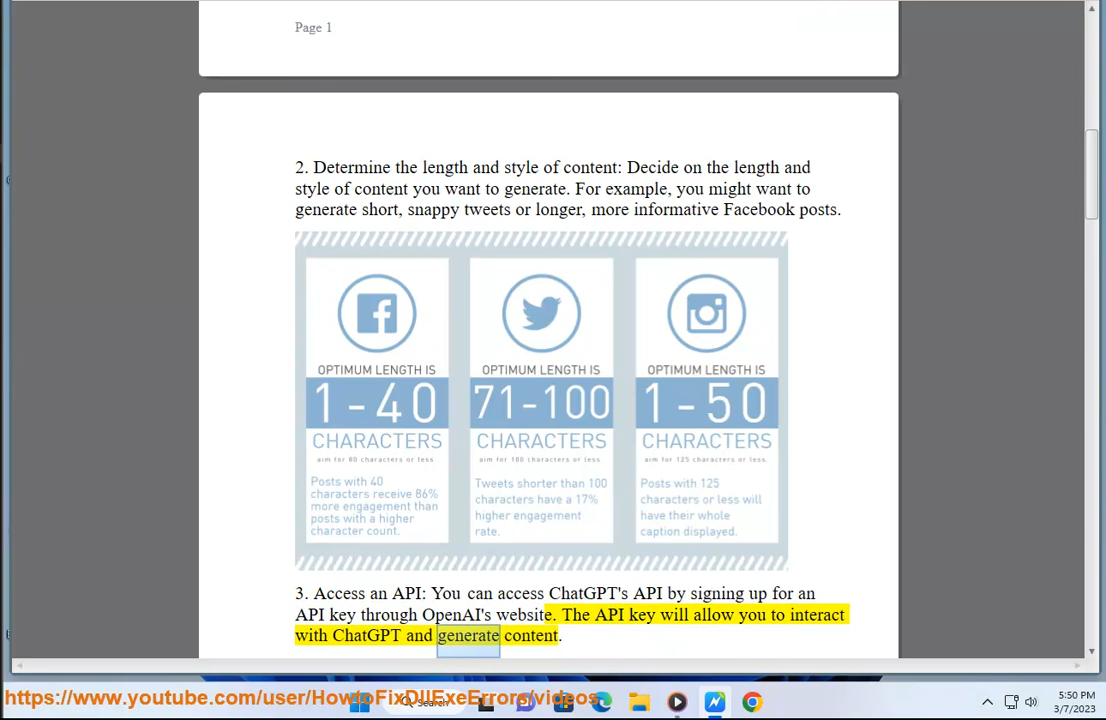 Page 1
2. Determine the length and style of content: Decide on the length and
style of content you want to generate. For example, you might want to
generate short, snappy tweets or longer, more informative Facebook posts.
OPTIMUM LENGTH IS
1-40
CHARACTERS
aim for 80 characters or less
Posts with 40
characters receive 86%
more engagement than
posts with a higher
character count.
OPTIMUM LENGTH IS
71-100
CHARACTERS
aim for 100 characters or less
Tweets shorter than 100
characters have a 17%
higher engagement
rate.
OPTIMUM LENGTH IS
1-50
CHARACTERS
aim for 125 characters or less.
Posts with 125
characters or less will
have their whole
caption displayed.
3. Access an API: You can access ChatGPT's API by signing up for an
API key through OpenAI's website. The API key will allow you to interact
with ChatGPT and generate content.
https://www.youtube.com/user/HowtoFixDllExeErrors/videos
Search
5:50 PM
3/7/2023